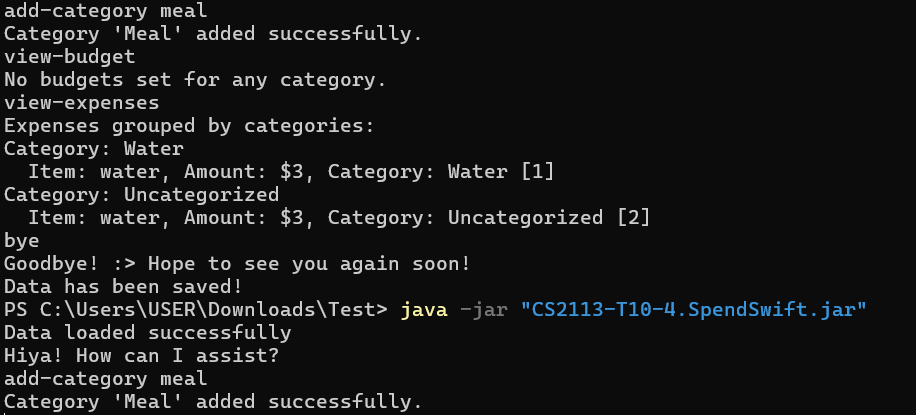 add-category meal
Category 'Meal' added successfully.
view-budget
No budgets set for any category.
view-expenses
Expenses grouped by categories:
Category: Water
  Item: water, Amount: $3, Category: Water [1]
Category: Uncategorized
  Item: water, Amount: $3, Category: Uncategorized [2]
bye
Goodbye! :> Hope to see you again soon!
Data has been saved!
PS C:\Users\USER\Downloads\Test> java -jar "CS2113-T10-4.SpendSwift.jar"
Data loaded successfully
Hiya! How can I assist?
add-category meal
Category 'Meal' added successfully.